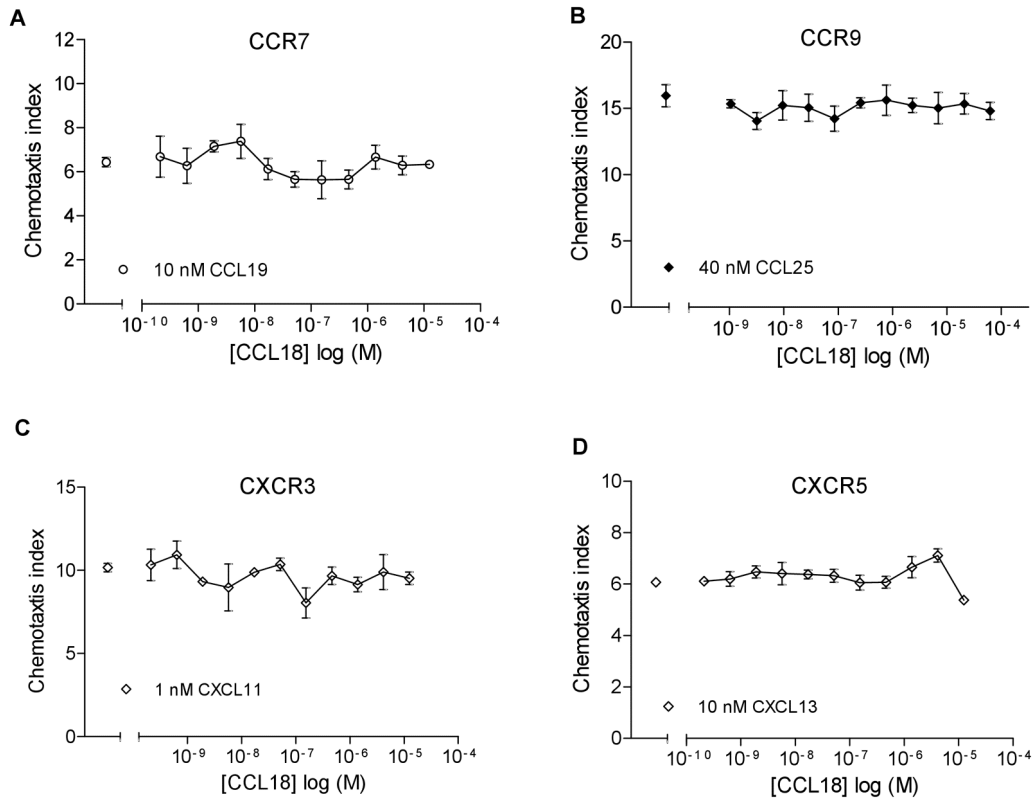 A
CCR7
Chemotaxtis index
12
10
8
6
4
2
0
10 nM CCL19
10-10 10-9 10-8 10-7 10-6 10-5 10-4
[CCL18] log (M)
B
CCR9
Chemotaxtis index
20
15
10
5
0
40 nM CCL25
10-9 10-8 10-7 10-6 10-5 10-4
[CCL18] log (M)
C
CXCR3
Chemotaxtis index
15
10
5
0
1 nM CXCL11
10-9 10-8 10-7 10-6 10-5 10-4
[CCL18] log (M)
D
CXCR5
Chemotaxtis index
10
8
6
4
2
0
10 nM CXCL13
10-10 10-9 10-8 10-7 10-6 10-5 10-4
[CCL18] log (M)